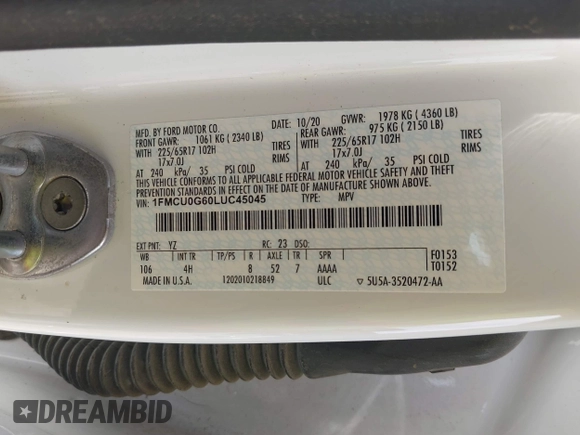 MFD. BY FORD MOTOR CO. 10/20 GVWR: 1978 KG ( 4360 LB)
FRONT GAWR: 1061 KG ( 2340 LB) REAR GAWR: 975 KG ( 2150 LB)
WITH 225/65R17 102H TIRES WITH 225/65R17 102H TIRES
17x7.0J RIMS 17x7.0J RIMS
AT 240 kPa/ 35 PSI COLD AT 240 kPa/ 35 PSI COLD
THIS VEHICLE CONFORMS TO ALL APPLICABLE FEDERAL MOTOR VEHICLE SAFETY AND THEFT
PREVENTION STANDARDS IN EFFECT ON THE DATE OF MANUFACTURE SHOWN ABOVE.
VIN: 1FMCU0G60LUC45045 TYPE: MPV
EXT PNT: YZ RC: 23 DSO: F0153
WB INT TR TP/PS R AXLE TR SPR T0152
106 4H 8 52 7 AAAA
MADE IN U.S.A. 1202010218849 ULC ▽ 5U5A-3520472-AA
DREAMBID